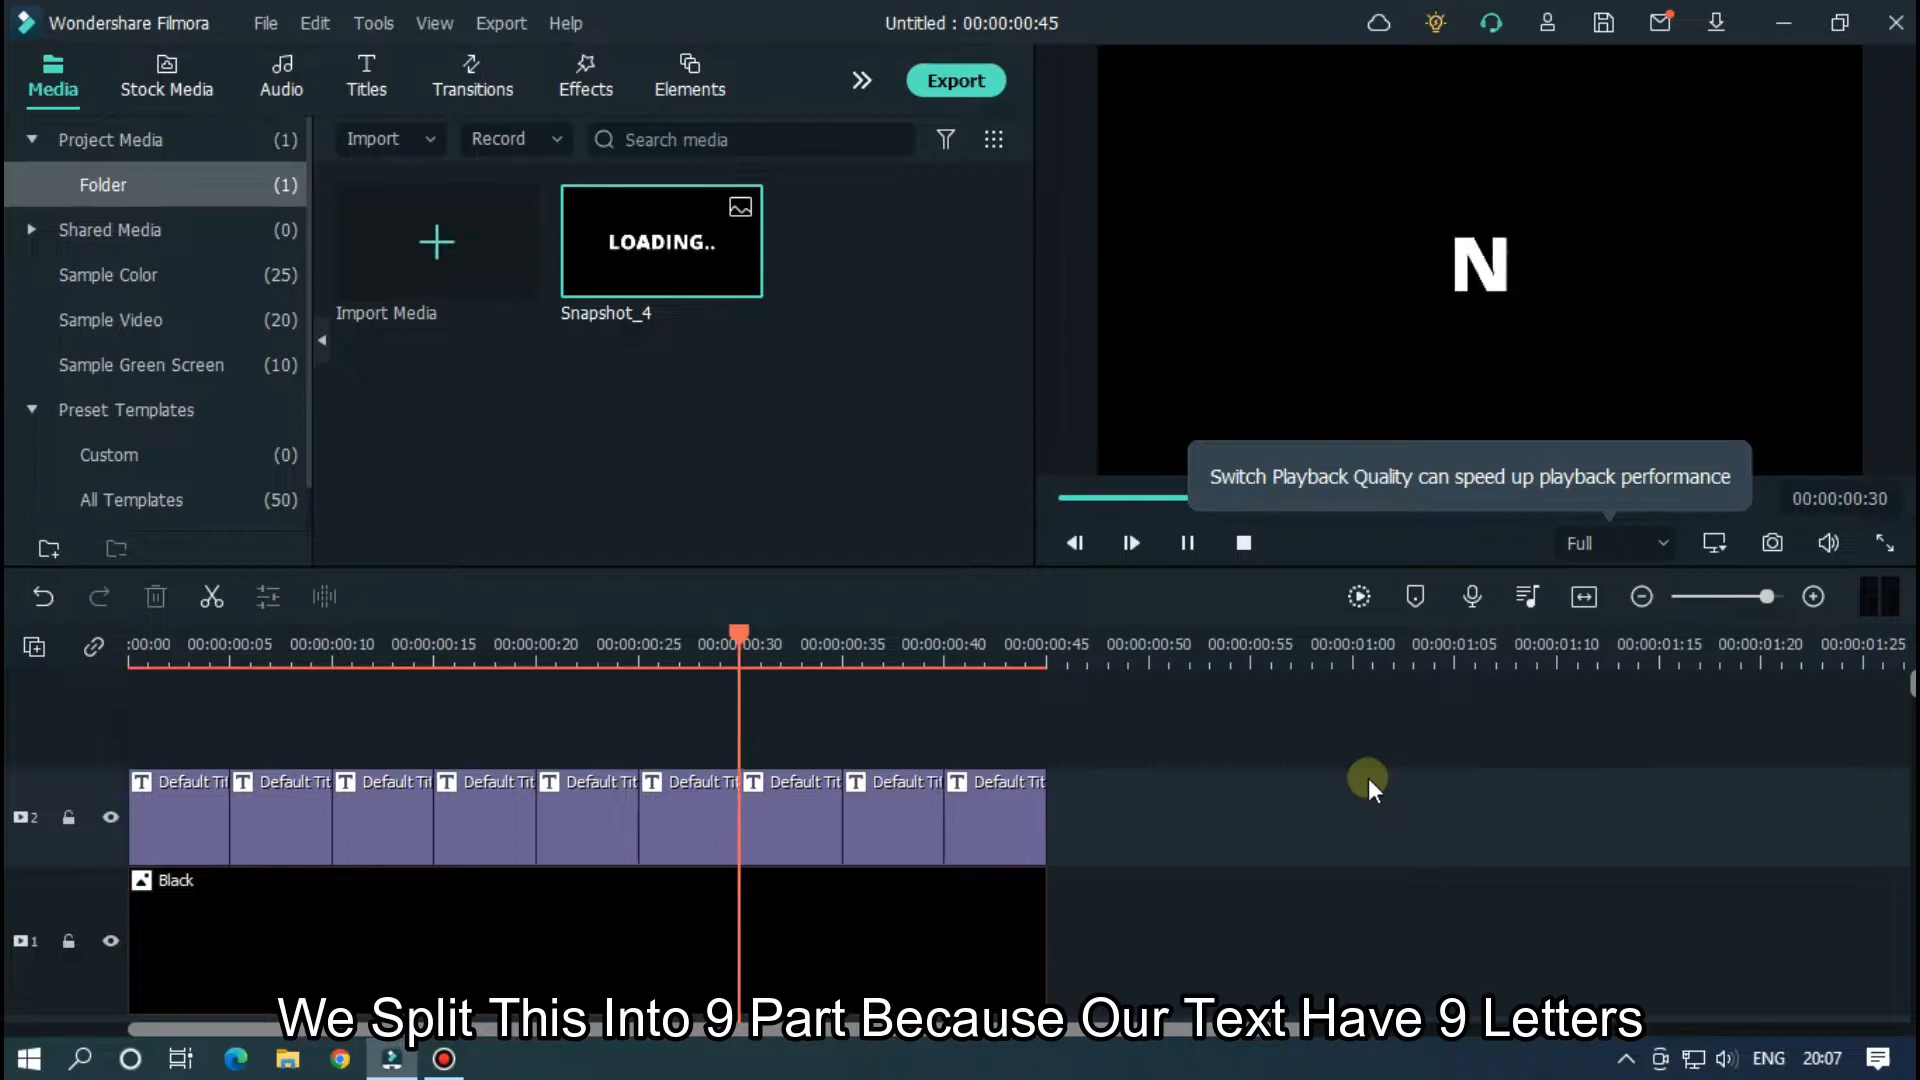 Wondershare Filmora File Edit Tools View Export Help Untitled : 00:00:00:45
Media Stock Media Audio Titles Transitions Effects Elements Export
Project Media (1) Import Record Search media
Folder (1)
Shared Media (0)
Sample Color (25)
Sample Video (20)
Sample Green Screen (10)
Preset Templates
Custom (0)
All Templates (50)
LOADING..
Import Media Snapshot_4
N
Switch Playback Quality can speed up playback performance
00:00:00:30
Full
:00:00 00:00:00:05 00:00:00:10 00:00:00:15 00:00:00:20 00:00:00:25 00:00:00:30 00:00:00:35 00:00:00:40 00:00:00:45 00:00:00:50 00:00:00:55 00:00:01:00 00:00:01:05 00:00:01:10 00:00:01:15 00:00:01:20 00:00:01:25
T Default Tit T Default Tit T Default Tit T Default Tit T Default Tit T Default Tit T Default Tit T Default Tit T Default Tit
2
Black
1
We Split This Into 9 Part Because Our Text Have 9 Letters
ENG 20:07